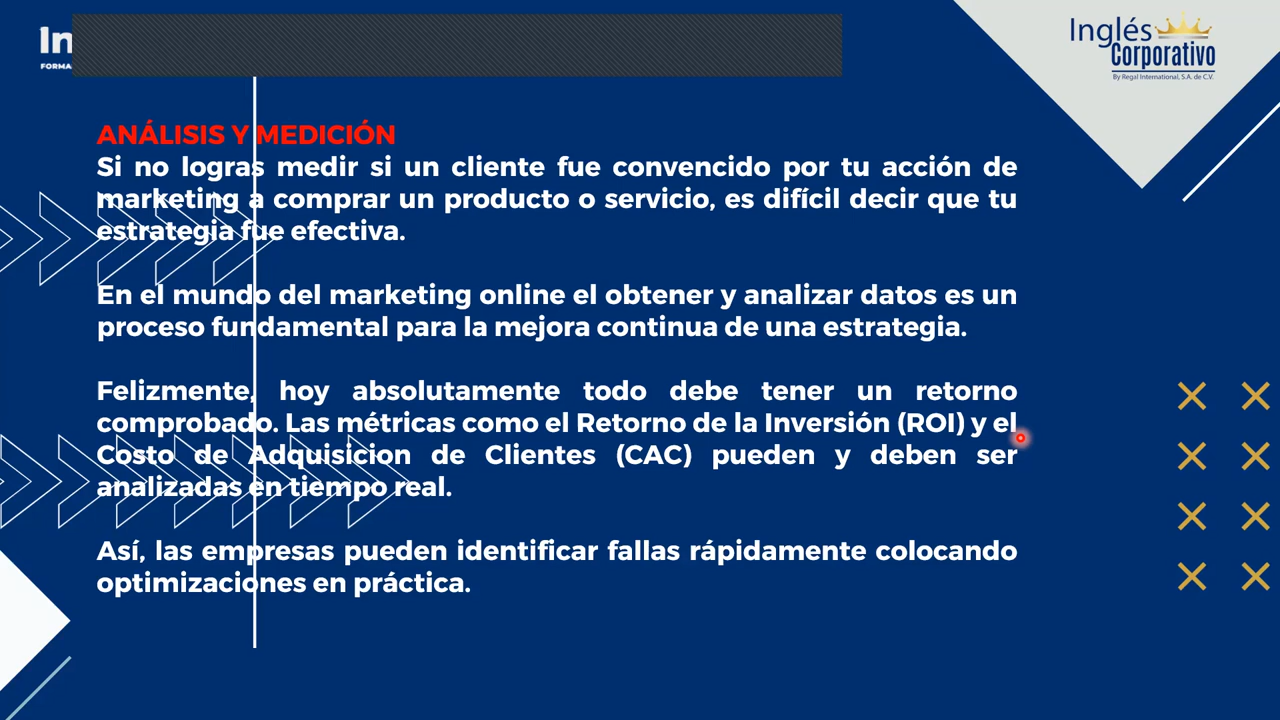 In
FORMA
Inglés
Corporativo
By Regal International, S.A. de C.V.
ANÁLISIS Y MEDICIÓN
Si no logras medir si un cliente fue convencido por tu acción de
marketing a comprar un producto o servicio, es difícil decir que tu
estrategia fue efectiva.
En el mundo del marketing online el obtener y analizar datos es un
proceso fundamental para la mejora continua de una estrategia.
Felizmente, hoy absolutamente todo debe tener un retorno
comprobado. Las métricas como el Retorno de la Inversión (ROI) y el
Costo de Adquisicion de Clientes (CAC) pueden y deben ser
analizadas en tiempo real.
Así, las empresas pueden identificar fallas rápidamente colocando
optimizaciones en práctica.